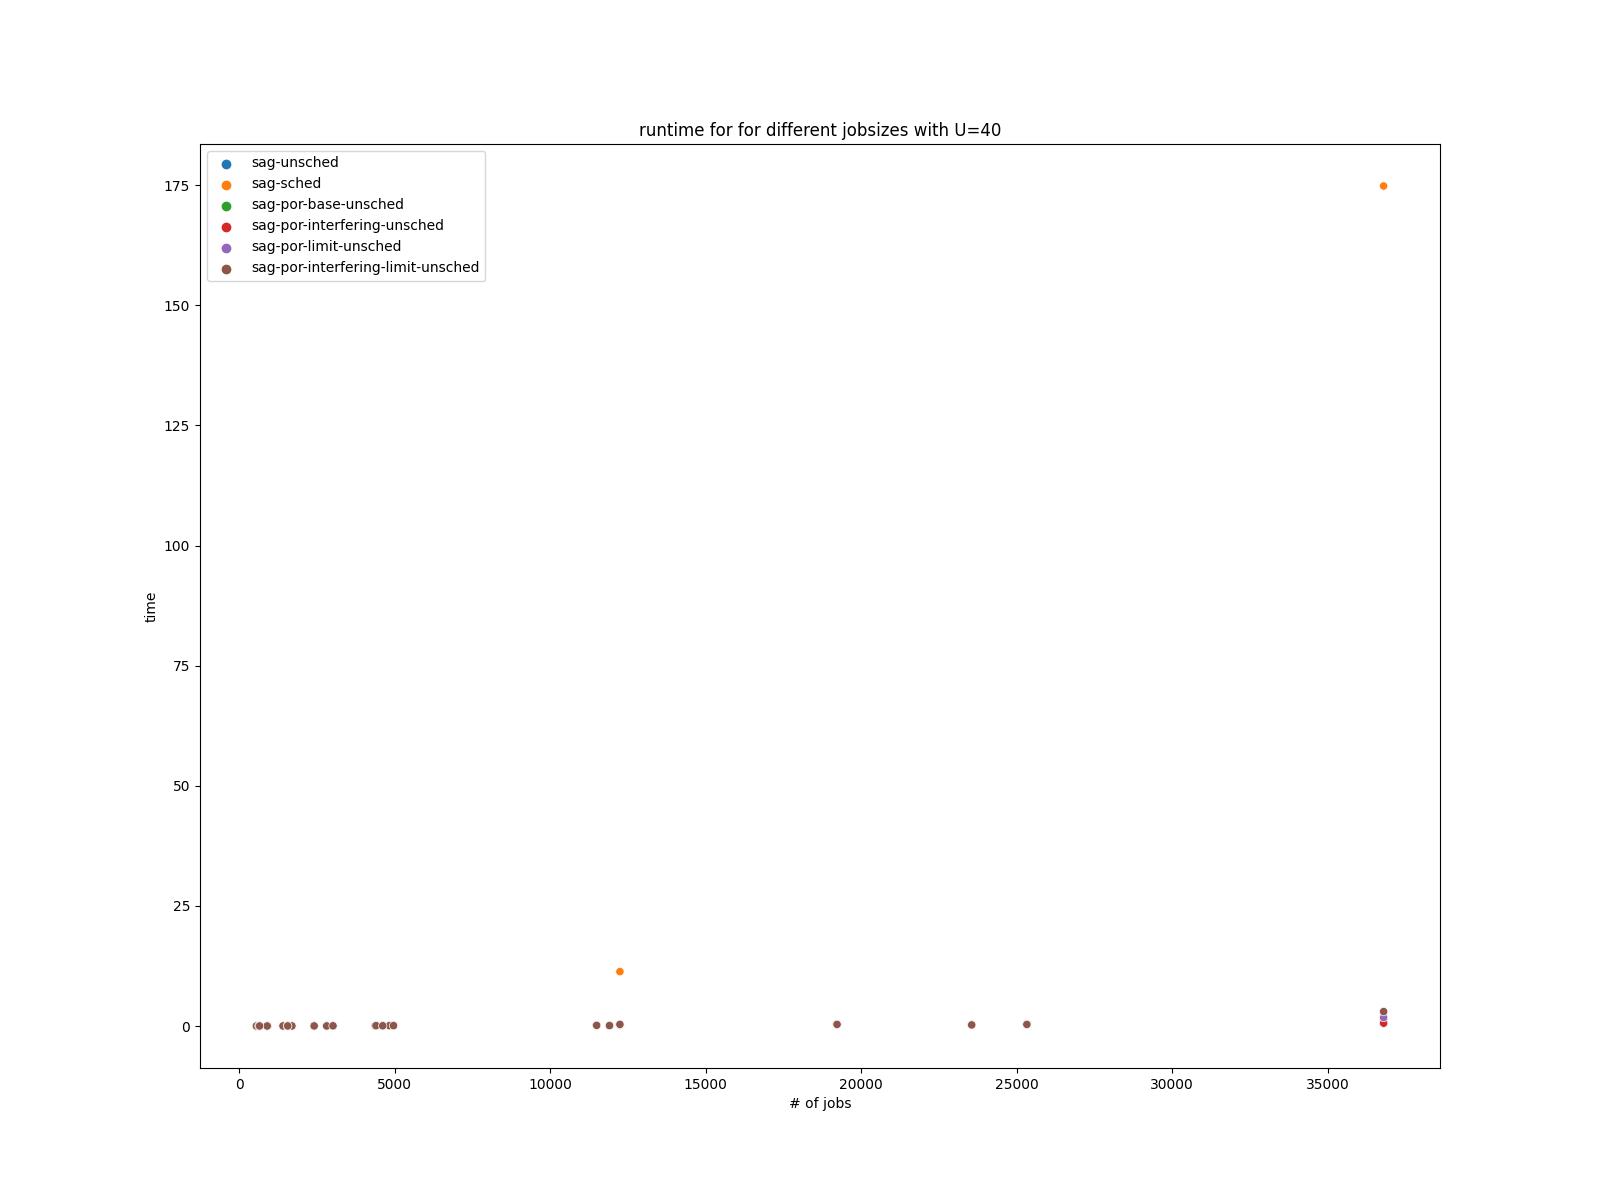 runtime for for different jobsizes with U=40
sag-unsched
sag-sched
sag-por-base-unsched
sag-por-interfering-unsched
sag-por-limit-unsched
sag-por-interfering-limit-unsched
175
150
125
100
75
50
25
0
time
0 5000 10000 15000 20000 25000 30000 35000
# of jobs